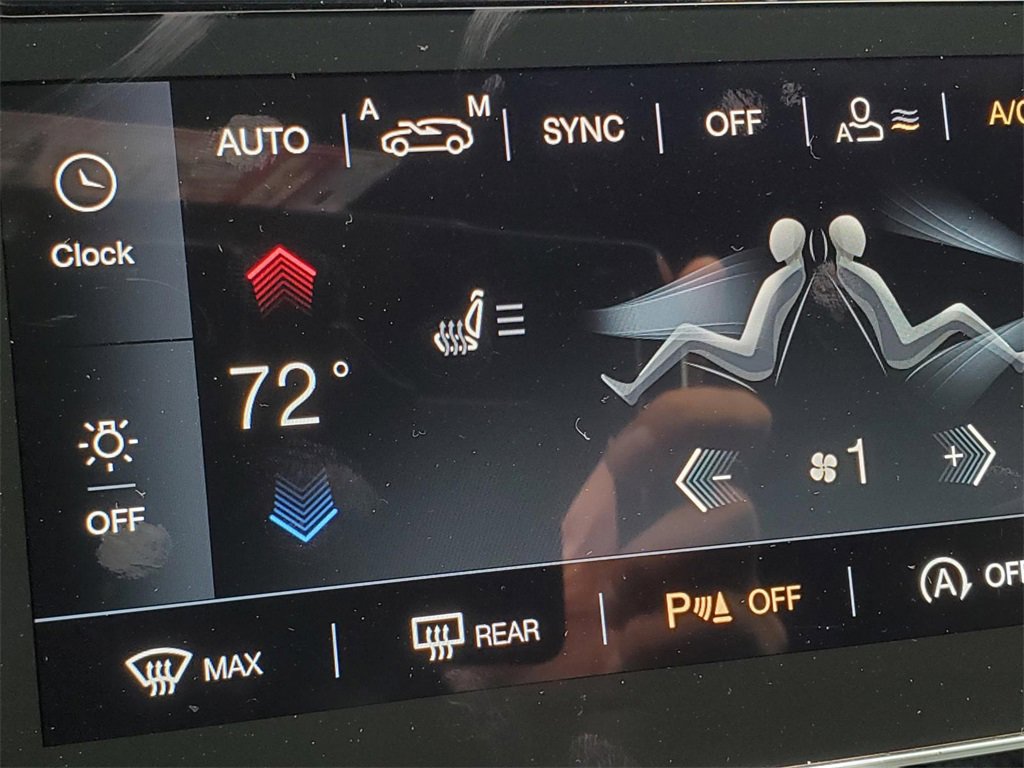 AUTO
A M
SYNC
OFF
A
A/C
Clock
72°
OFF
- 1 +
MAX
REAR
P OFF
A OFF